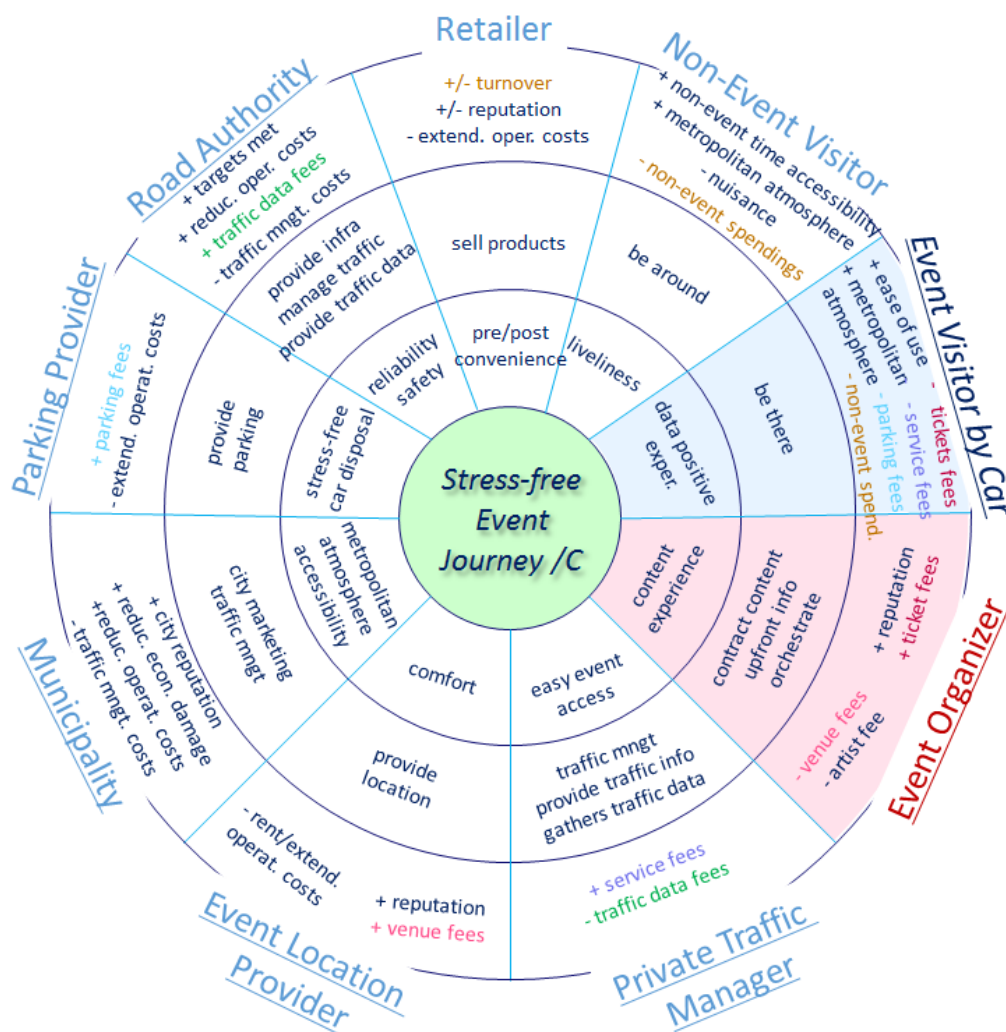 Retailer
+/- turnover
+/- reputation
- extend. oper. costs
sell products
pre/post
convenience
Non-Event Visitor
+ non-event time accessibility
+ metropolitan atmosphere
- nuisance
- non-event spendings
be around
liveliness
Event Visitor by Car
+ ease of use
+ metropolitan
atmosphere
- tickets fees
- service fees
- parking fees
- non-event spend.
be there
data positive
exper.
Event Organizer
+ reputation
+ ticket fees
- venue fees
- artist fee
contract content
upfront info
orchestrate
content
experience
Private Traffic
Manager
+ service fees
- traffic data fees
traffic mngt
provide traffic info
gathers traffic data
easy event
access
Event Location
Provider
- rent/extend.
operat. costs
+ reputation
+ venue fees
provide
location
comfort
Municipality
+ city reputation
+ reduc. econ. damage
+reduc. operat. costs
- traffic mngt. costs
city marketing
traffic mngt
metropolitan
atmosphere
accessibility
Parking Provider
+ parking fees
- extend. operat. costs
provide
parking
stress-free
car disposal
Road Authority
+ targets met
+ reduc. oper. costs
+ traffic data fees
- traffic mngt. costs
provide infra
manage traffic
provide traffic data
reliability
safety
Stress-free
Event
Journey /C